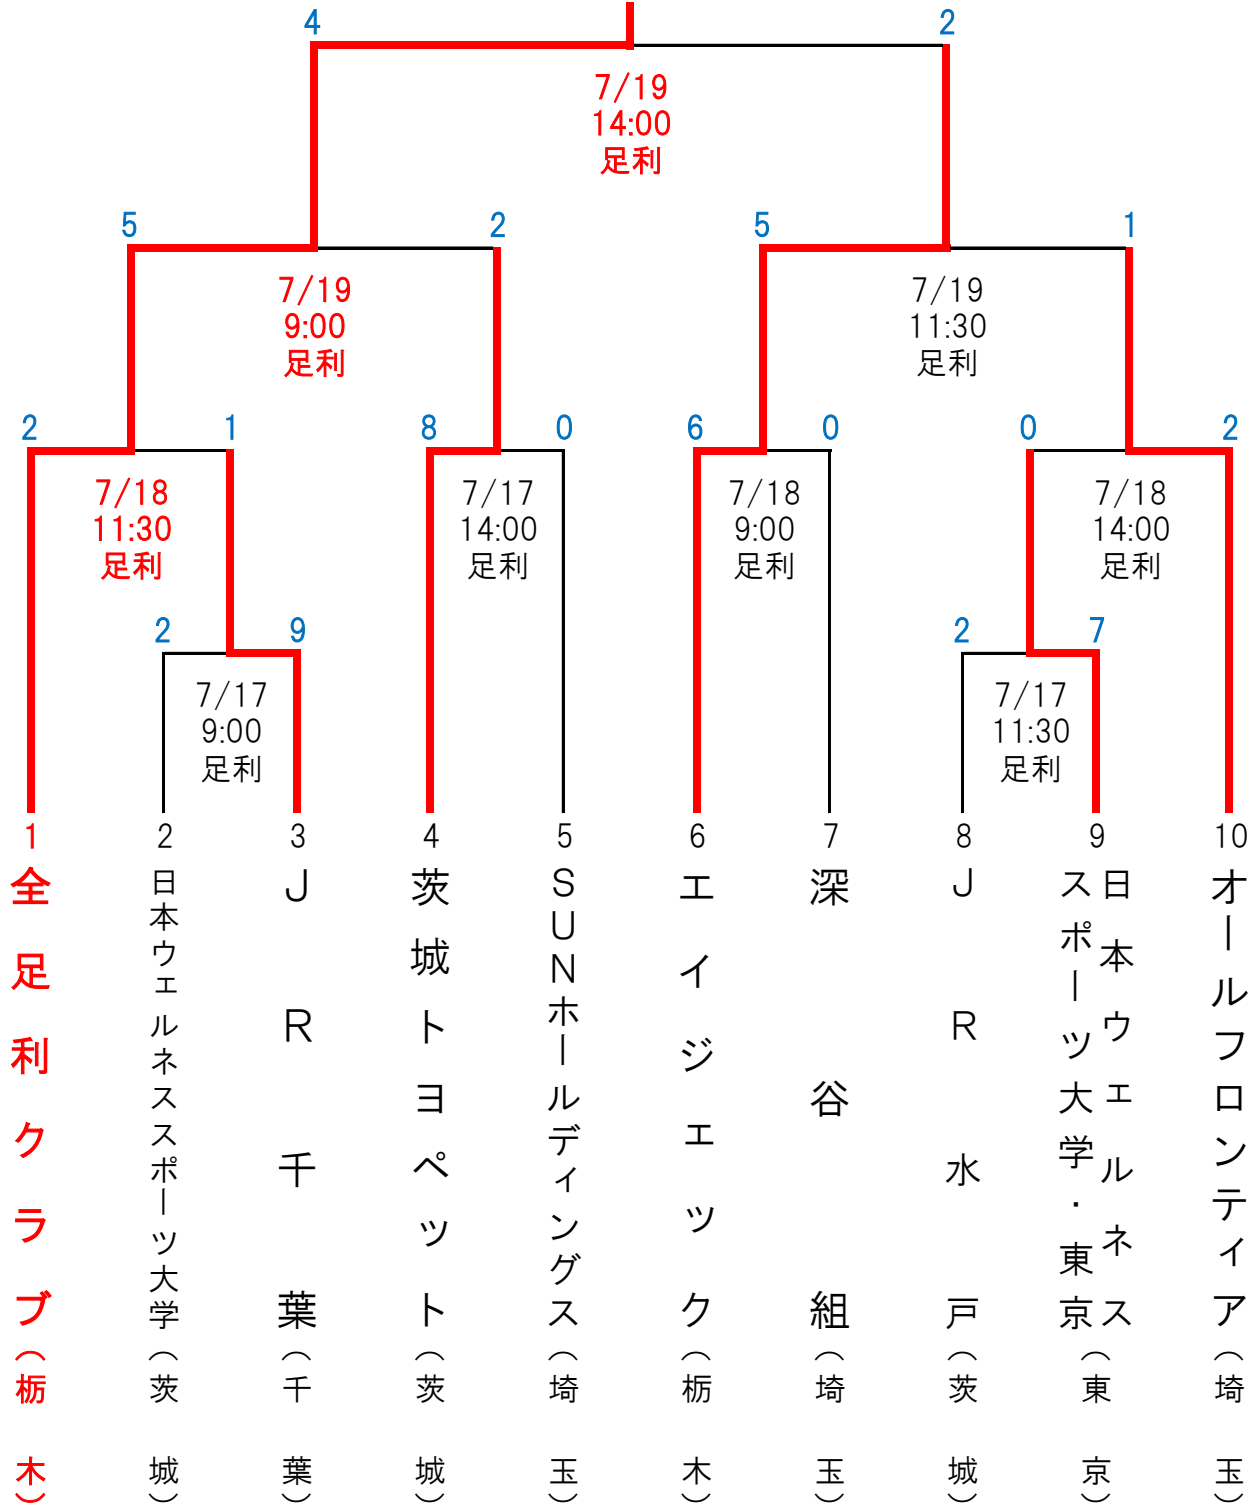 4 2
7/19
14:00
足利
5 2 5 1
7/19
9:00
足利
7/19
11:30
足利
2 1 8 0 6 0 0 2
7/18
11:30
足利
7/17
14:00
足利
7/18
9:00
足利
7/18
14:00
足利
2 9 2 7
7/17
9:00
足利
7/17
11:30
足利
1
全足利クラブ(栃木)
2
日本ウェルネススポーツ大学(茨城)
3
JR千葉(千葉)
4
茨城トヨペット(茨城)
5
SUNホールディングス(埼玉)
6
エイジェック(栃木)
7
深谷組(埼玉)
8
JR水戸(茨城)
9
日本ウェルネス
スポーツ大学・東京
(東京)
10
オールフロンティア(埼玉)